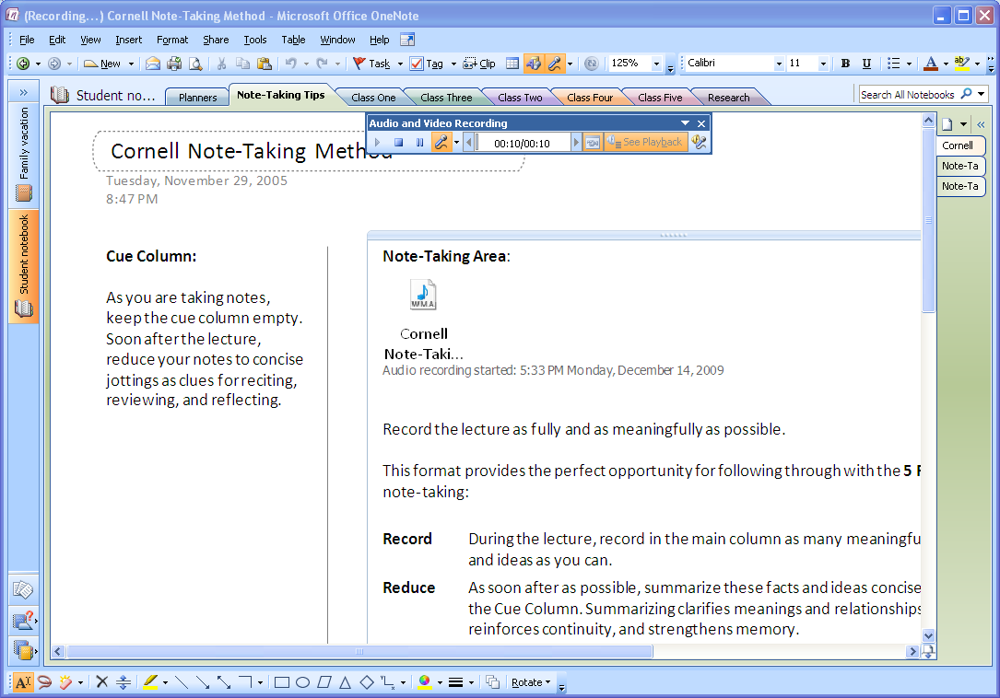 (Recording...) Cornell Note-Taking Method - Microsoft Office OneNote
File Edit View Insert Format Share Tools Table Window Help
New Task Tag Clip 125% Calibri 11 B U A ab
Student no... Planners Note-Taking Tips Class One Class Three Class Two Class Four Class Five Research Search All Notebooks
Family vacation
Student notebook
Audio and Video Recording
00:10/00:10 See Playback
Cornell Note-Taking Method
Tuesday, November 29, 2005
8:47 PM
Cornell
Note-Ta
Note-Ta
Cue Column:
As you are taking notes,
keep the cue column empty.
Soon after the lecture,
reduce your notes to concise
jottings as clues for reciting,
reviewing, and reflecting.
Note-Taking Area:
WMA
Cornell
Note-Taki...
Audio recording started: 5:33 PM Monday, December 14, 2009
Record the lecture as fully and as meaningfully as possible.
This format provides the perfect opportunity for following through with the 5 R
note-taking:
Record During the lecture, record in the main column as many meaningfu
and ideas as you can.
Reduce As soon after as possible, summarize these facts and ideas concise
the Cue Column. Summarizing clarifies meanings and relationships
reinforces continuity, and strengthens memory.
A Rotate